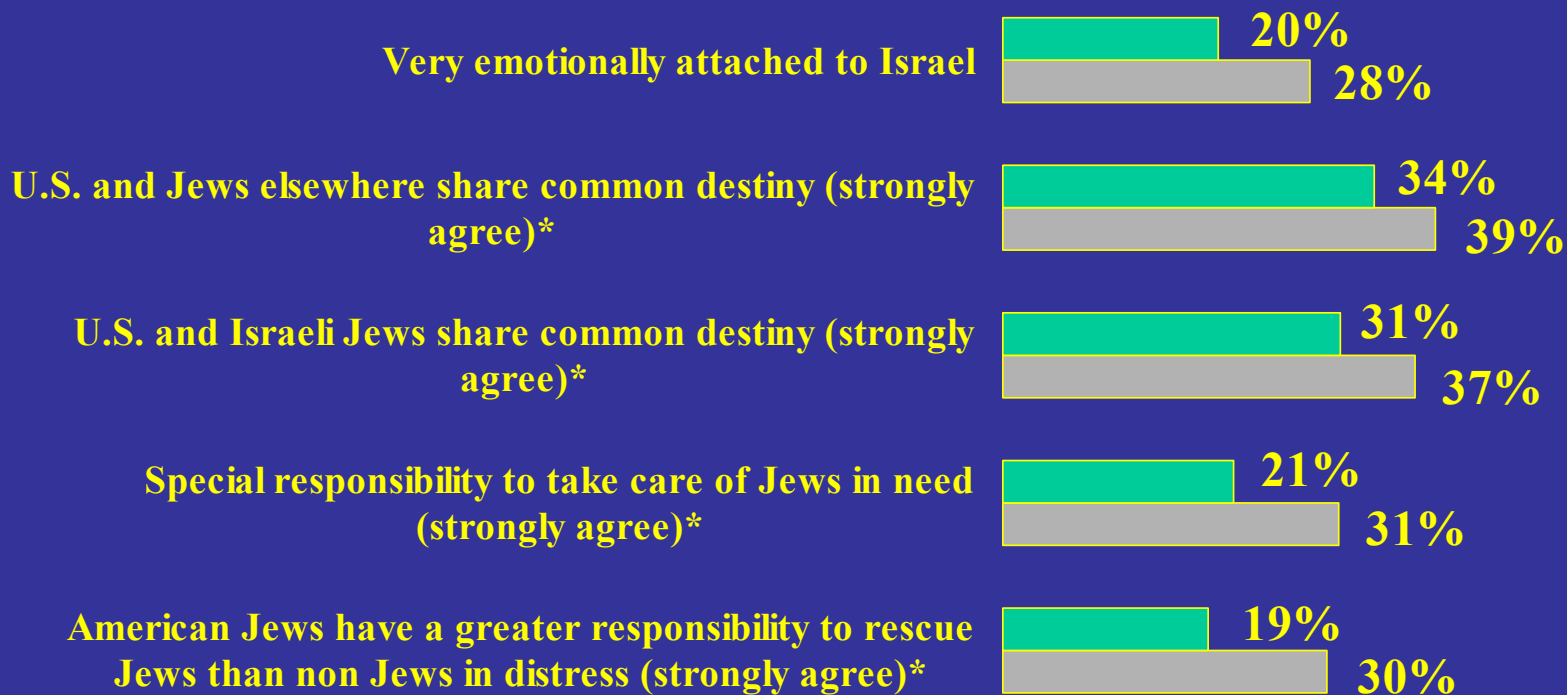 Very emotionally attached to Israel
20%
28%
U.S. and Jews elsewhere share common destiny (strongly
agree)*
34%
39%
U.S. and Israeli Jews share common destiny (strongly
agree)*
31%
37%
Special responsibility to take care of Jews in need
(strongly agree)*
21%
31%
American Jews have a greater responsibility to rescue
Jews than non Jews in distress (strongly agree)*
19%
30%